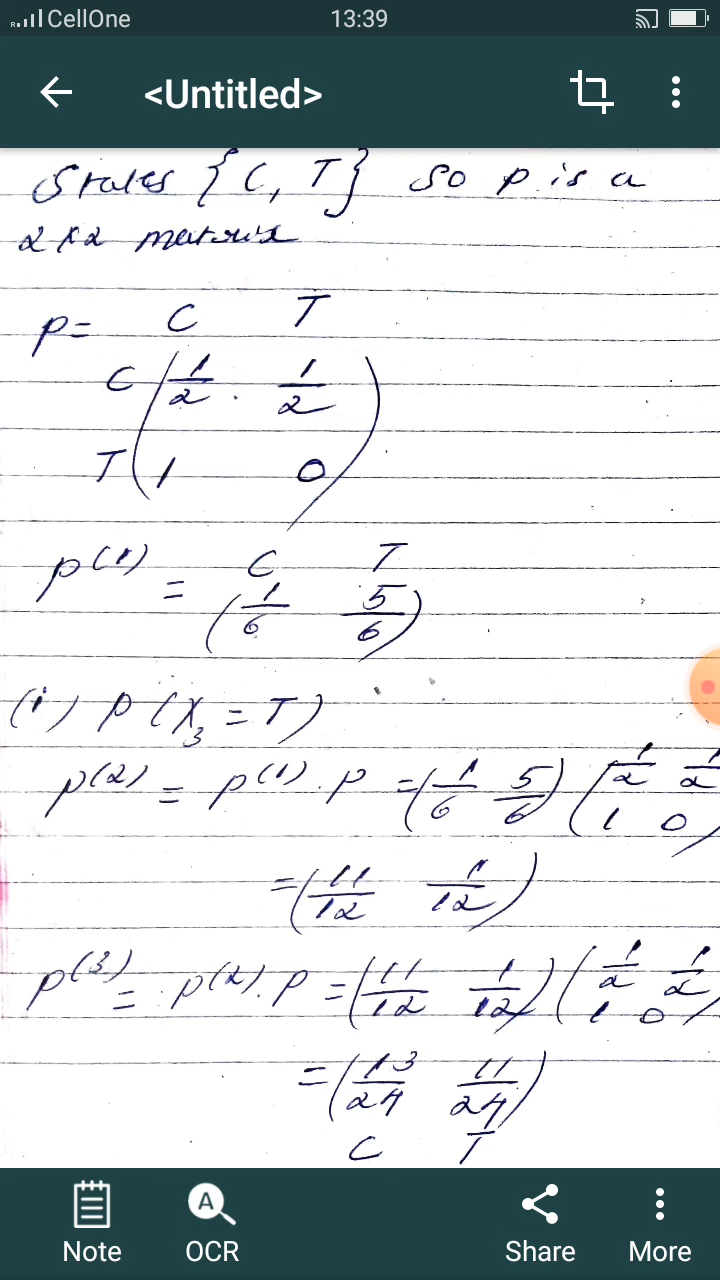 CellOne 13:39
<Untitled>
States {C, T} so p is a
2×2 matrix
p= C T
C (1/2 . 1/2)
T (1 0)
p(1) = C T
(1/6 5/6)
(i) P(X₃ = T)
p(2) = p(1) . p = (1/6 5/6) (1/2 1/2
1 0)
= (11/12 1/12)
p(3) = p(2) . p = (11/12 1/12) (1/2 1/2
1 0)
= (13/24 11/24)
C T
Note OCR Share More